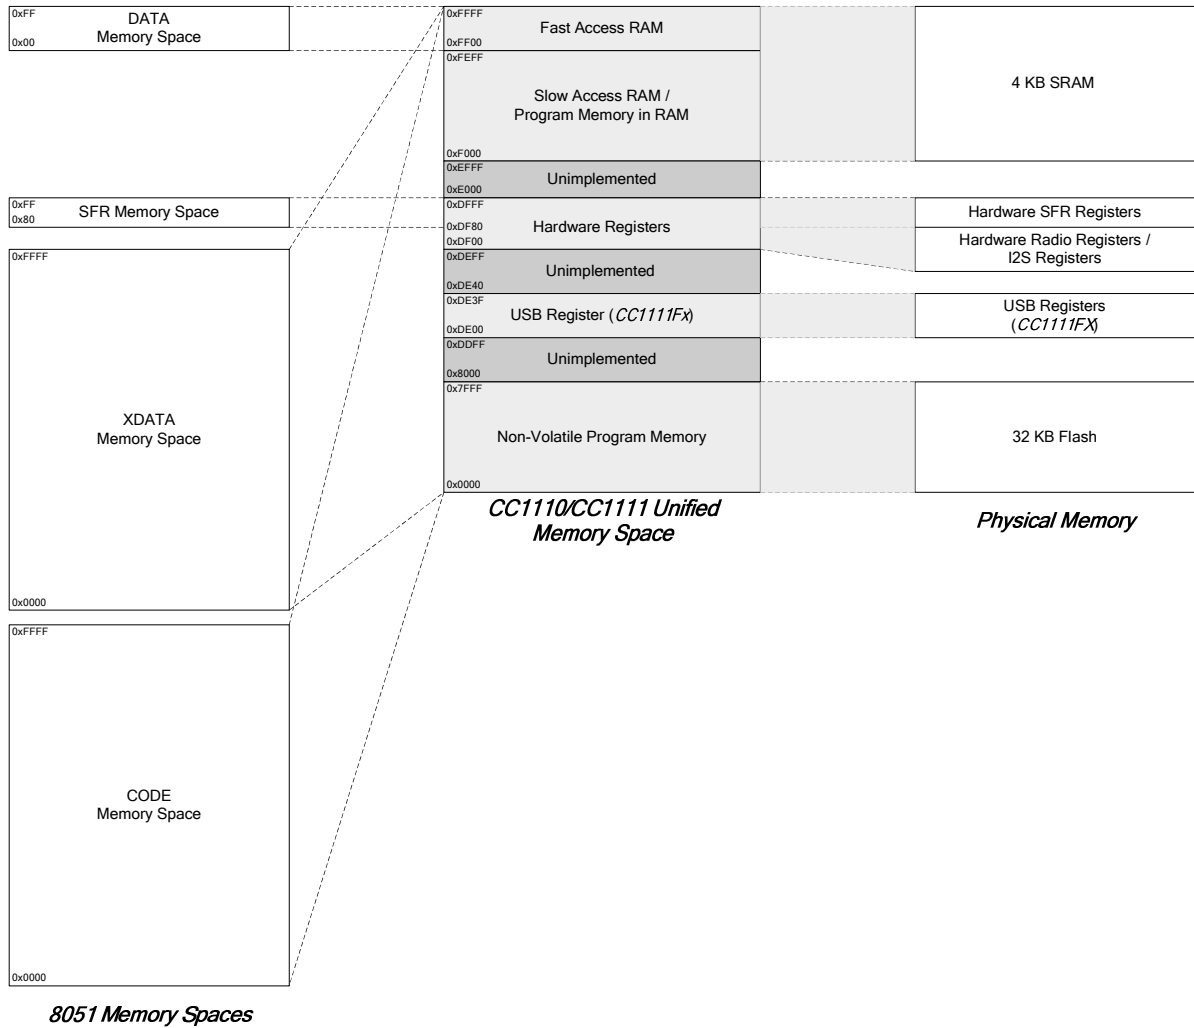 0xFF
DATA
Memory Space
0x00
0xFF
SFR Memory Space
0x80
0xFFFF
XDATA
Memory Space
0x0000
0xFFFF
CODE
Memory Space
0x0000
8051 Memory Spaces
0xFFFF
Fast Access RAM
0xFF00
0xFEFF
Slow Access RAM /
Program Memory in RAM
0xF000
0xEFFF
Unimplemented
0xE000
0xDFFF
0xDF80
Hardware Registers
0xDF00
0xDEFF
Unimplemented
0xDE40
0xDE3F
USB Register (CC1111Fx)
0xDE00
0xDDFF
Unimplemented
0x8000
0x7FFF
Non-Volatile Program Memory
0x0000
CC1110/CC1111 Unified
Memory Space
4 KB SRAM
Hardware SFR Registers
Hardware Radio Registers /
I2S Registers
USB Registers
(CC1111FX)
32 KB Flash
Physical Memory